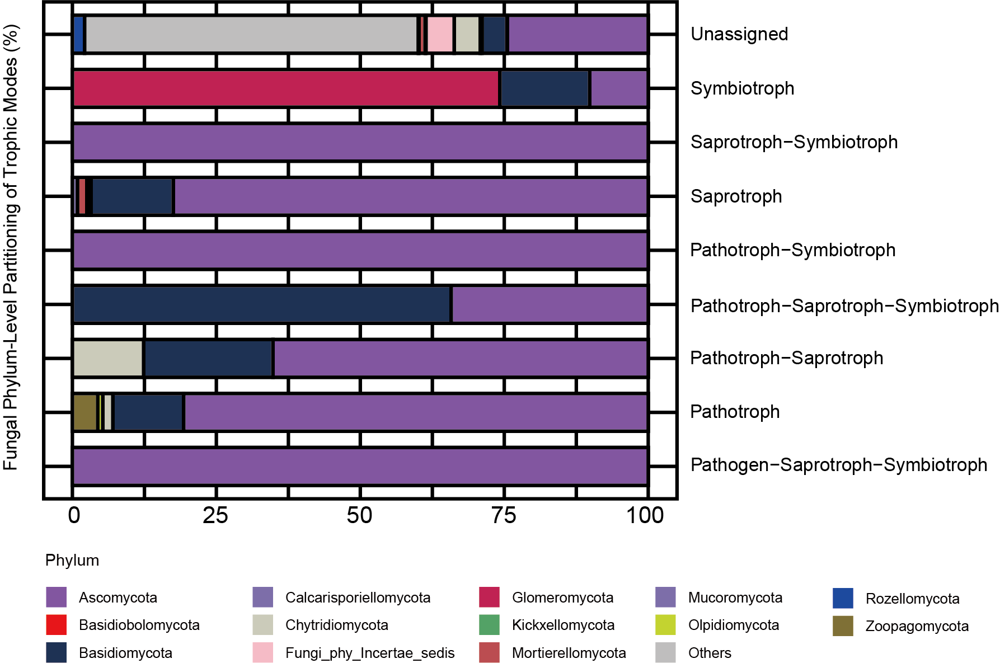 Fungal Phylum-Level Partitioning of Trophic Modes (%)
Unassigned
Symbiotroph
Saprotroph−Symbiotroph
Saprotroph
Pathotroph−Symbiotroph
Pathotroph−Saprotroph−Symbiotroph
Pathotroph−Saprotroph
Pathotroph
Pathogen−Saprotroph−Symbiotroph
0 25 50 75 100
Phylum
Ascomycota Calcarisporiellomycota Glomeromycota Mucoromycota Rozellomycota
Basidiobolomycota Chytridiomycota Kickxellomycota Olpidiomycota Zoopagomycota
Basidiomycota Fungi_phy_Incertae_sedis Mortierellomycota Others